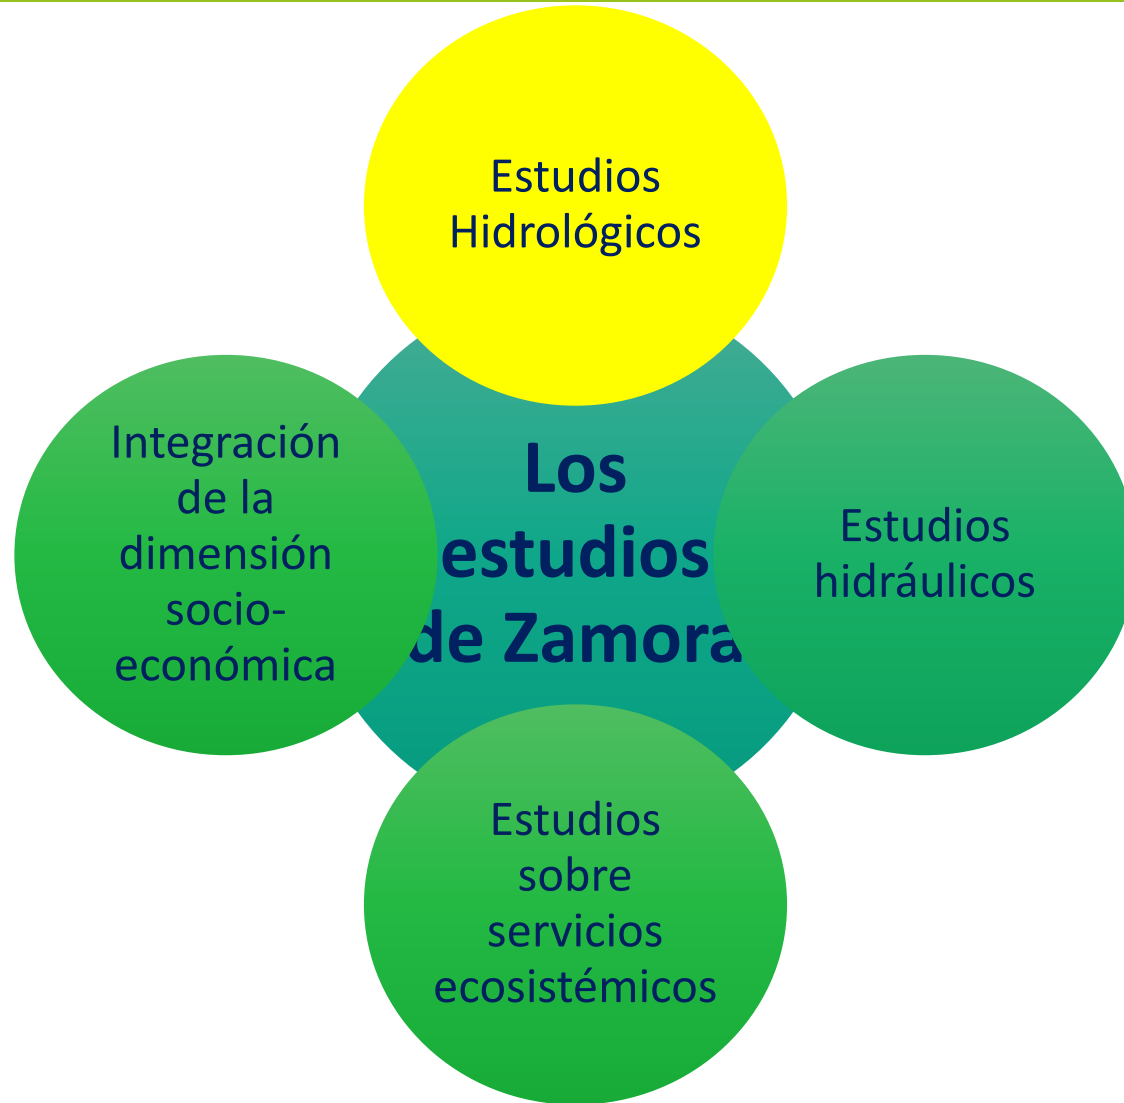 Estudios
Hidrológicos
Integración
de la
dimensión
socio-
económica
Los
estudios
de Zamora
Estudios
hidráulicos
Estudios
sobre
servicios
ecosistémicos